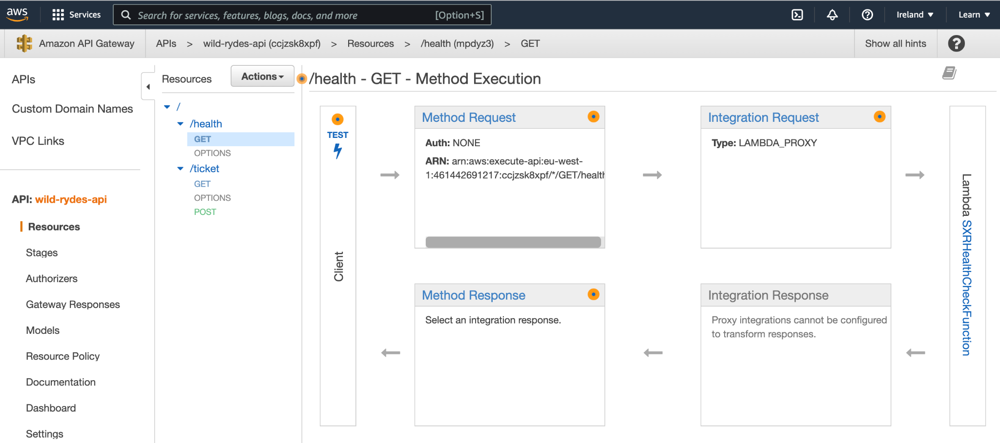 aws
Services
Search for services, features, blogs, docs, and more
[Option+S]
Ireland
Learn
Amazon API Gateway
APIs > wild-rydes-api (ccjzsk8xpf) > Resources > /health (mpdyz3) > GET
Show all hints
APIs
Custom Domain Names
VPC Links
API: wild-rydes-api
Resources
Stages
Authorizers
Gateway Responses
Models
Resource Policy
Documentation
Dashboard
Settings
Resources
Actions
/
/health
GET
OPTIONS
/ticket
GET
OPTIONS
POST
/health - GET - Method Execution
TEST
Client
Method Request
Auth: NONE
ARN: arn:aws:execute-api:eu-west-
1:461442691217:ccjzsk8xpf/*/GET/health
Integration Request
Type: LAMBDA_PROXY
Lambda SXRHealthCheckFunction
Method Response
Select an integration response.
Integration Response
Proxy integrations cannot be configured
to transform responses.